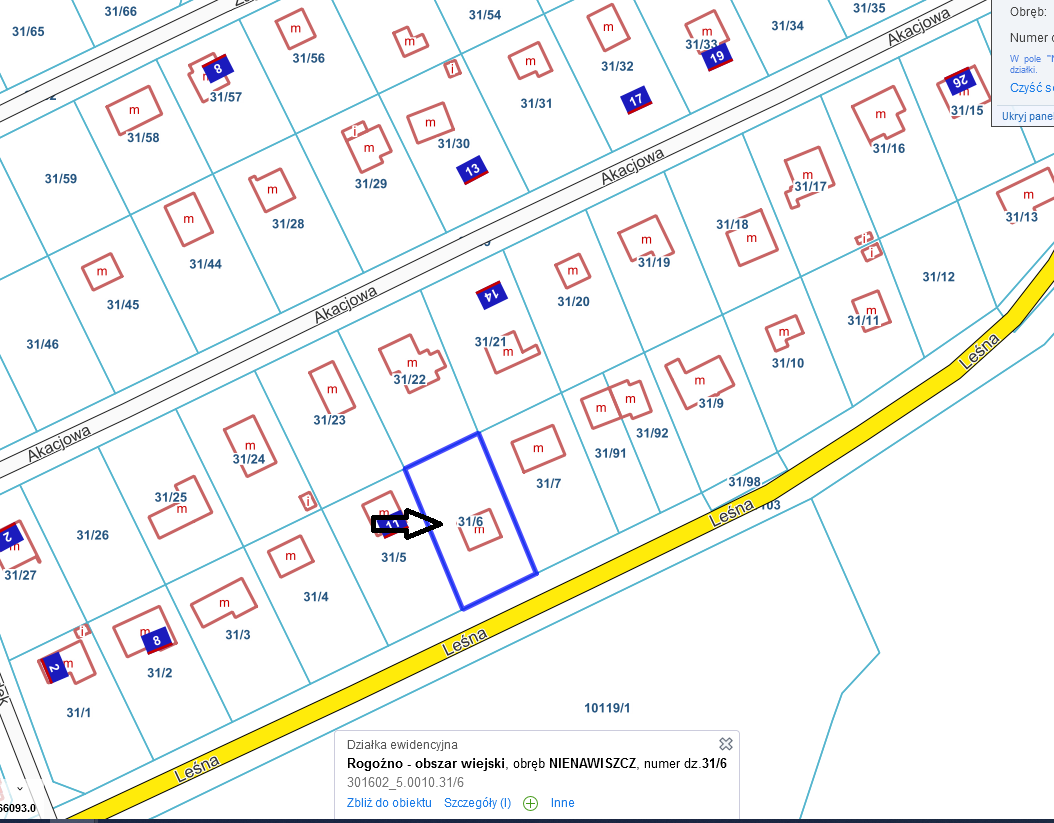 31/66
31/65
31/54
31/35
31/34
Akacjowa
Obręb:
m
31/56
m
m
31/33
19
31/32
Numer
W pole "N
działki.
Czyść
Ukryj pane
8
31/57
i
m
31/31
17
26
m
31/15
m
31/58
m
31/30
i
m
31/29
13
Akacjowa
m
31/16
m
31/17
31/59
m
31/28
m
31/13
m
31/44
31/18
m
i
i
m
31/19
m
31/45
m
31/20
31/12
14
Akacjowa
m
31/11
31/46
31/21
m
m
31/10
Leśna
m
31/22
m
31/23
m
31/9
m
m
31/92
Akacjowa
m
31/24
m
31/7
31/91
31/98
103
Leśna
31/25
m
i
m
11
31/5
31/6
m
31/26
2
m
31/27
m
31/4
m
31/3
i
m
8
31/2
2
m
31/1
Leśna
10119/1
Leśna
66093.0
Działka ewidencyjna
Rogoźno - obszar wiejski, obręb NIENAWISZCZ, numer dz.31/6
301602_5.0010.31/6
Zbliż do obiektu Szczegóły (I) Inne